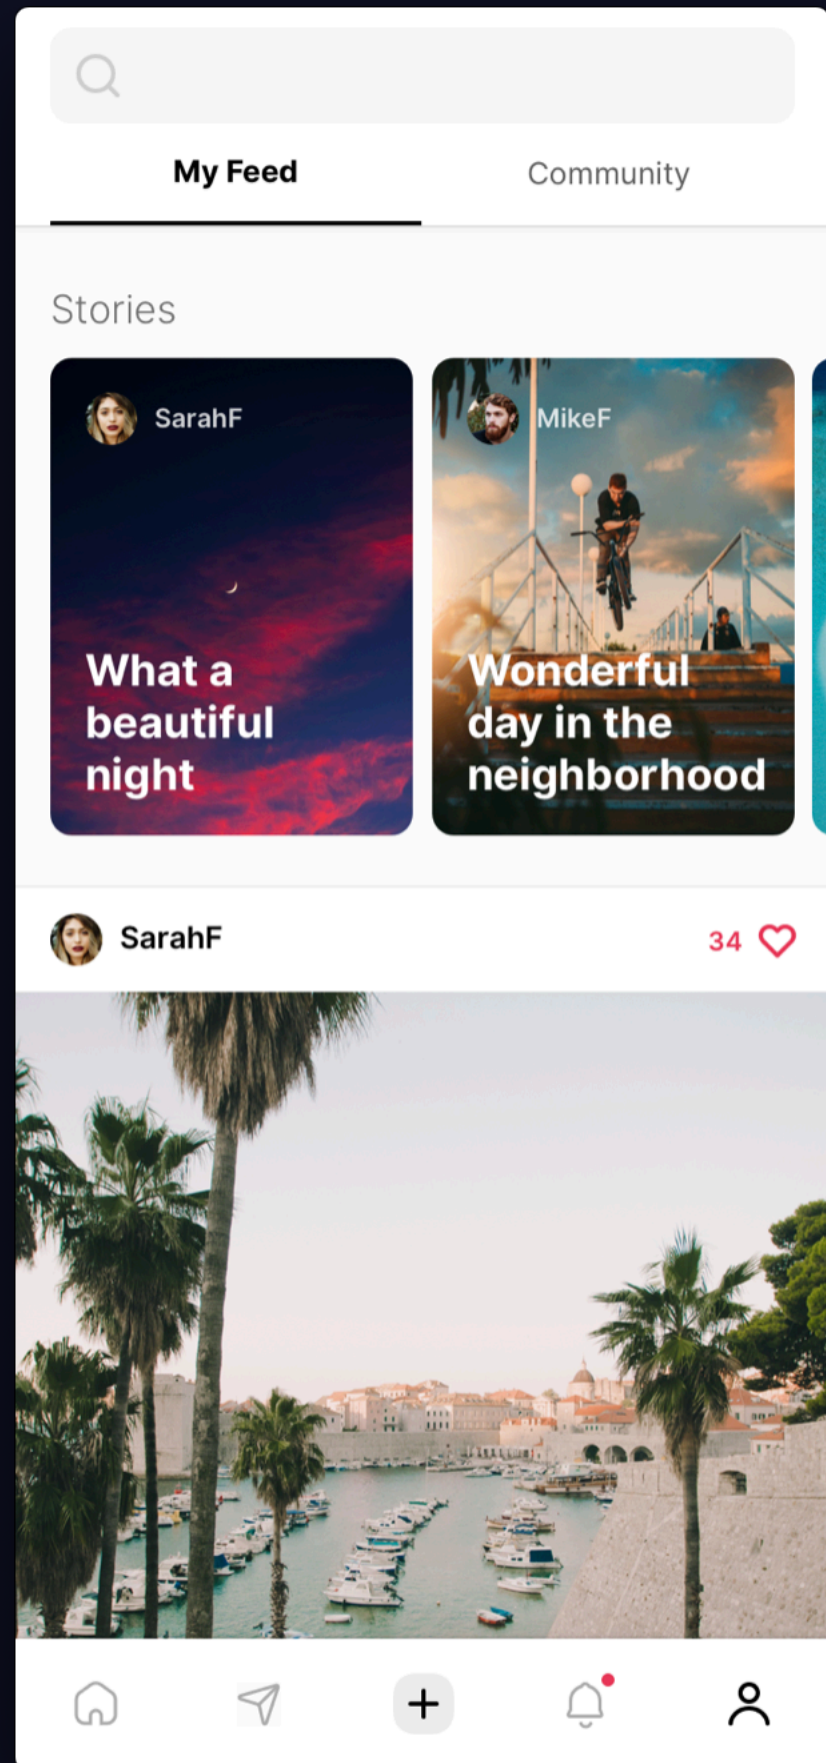 My Feed
Community
Stories
SarahF
What a
beautiful
night
MikeF
Wonderful
day in the
neighborhood
SarahF
34